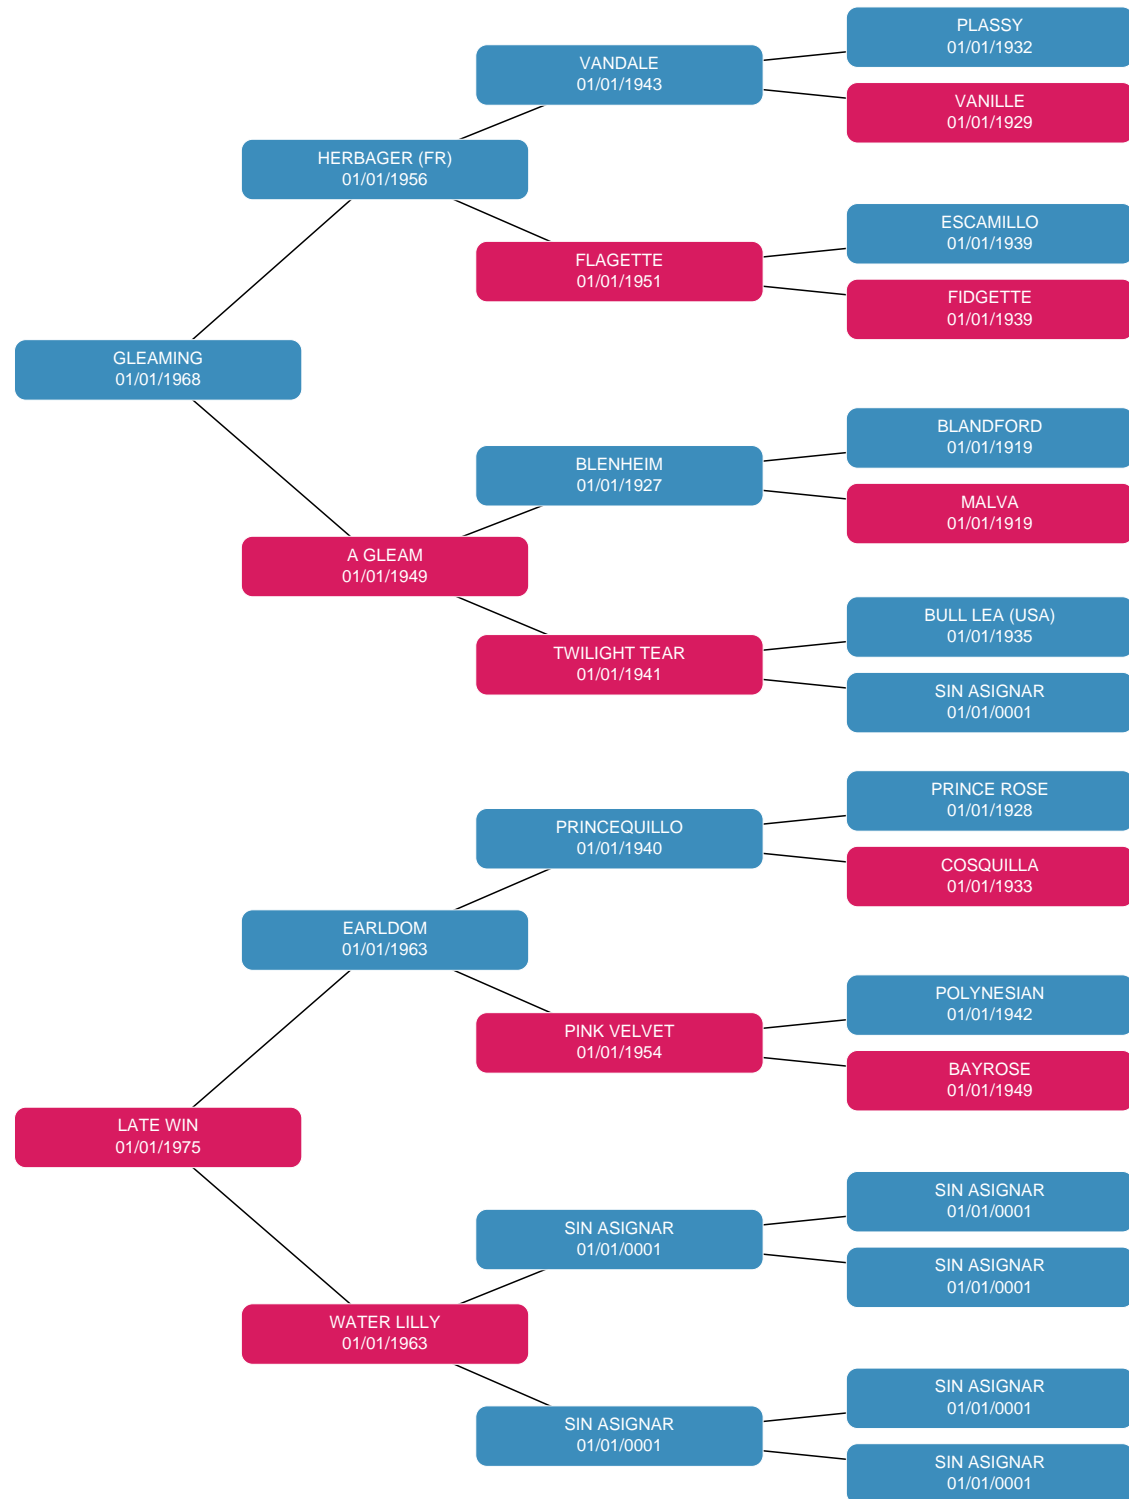 PLASSY
01/01/1932
VANDALE
01/01/1943
VANILLE
01/01/1929
HERBAGER (FR)
01/01/1956
ESCAMILLO
01/01/1939
FLAGETTE
01/01/1951
FIDGETTE
01/01/1939
GLEAMING
01/01/1968
BLANDFORD
01/01/1919
BLENHEIM
01/01/1927
MALVA
01/01/1919
A GLEAM
01/01/1949
BULL LEA (USA)
01/01/1935
TWILIGHT TEAR
01/01/1941
SIN ASIGNAR
01/01/0001
PRINCE ROSE
01/01/1928
PRINCEQUILLO
01/01/1940
COSQUILLA
01/01/1933
EARLDOM
01/01/1963
POLYNESIAN
01/01/1942
PINK VELVET
01/01/1954
BAYROSE
01/01/1949
LATE WIN
01/01/1975
SIN ASIGNAR
01/01/0001
SIN ASIGNAR
01/01/0001
SIN ASIGNAR
01/01/0001
WATER LILLY
01/01/1963
SIN ASIGNAR
01/01/0001
SIN ASIGNAR
01/01/0001
SIN ASIGNAR
01/01/0001